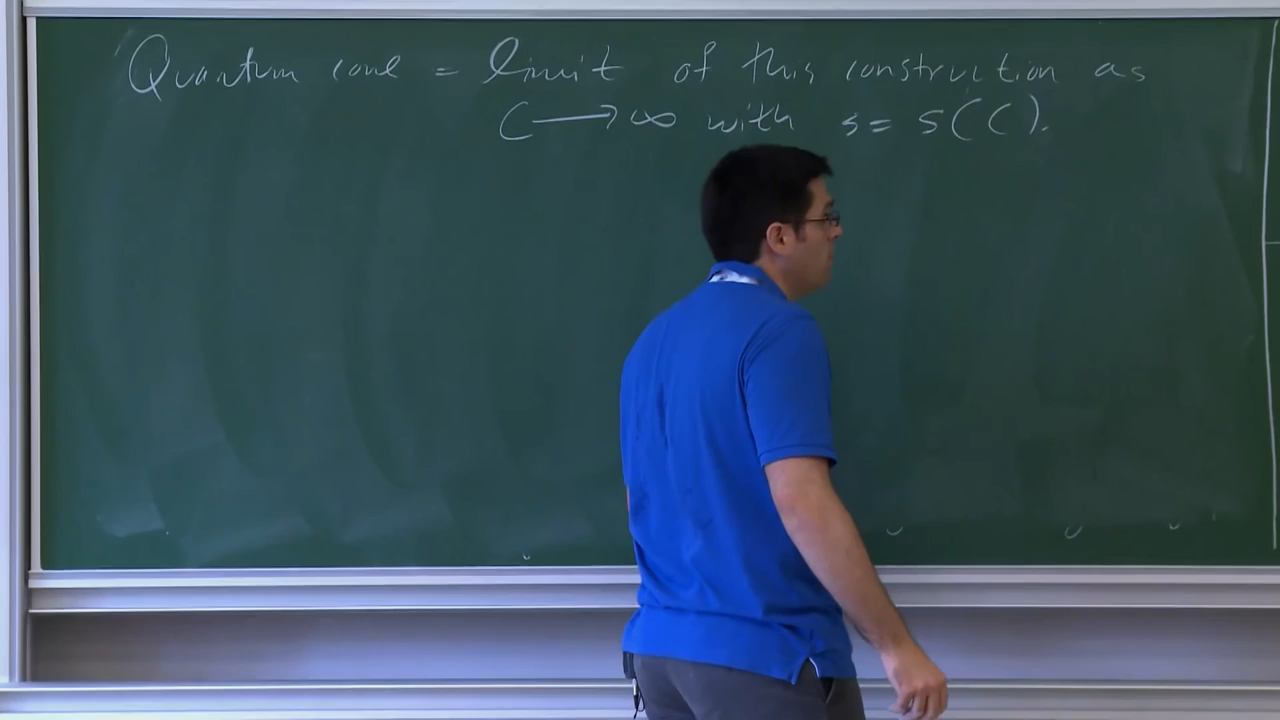 Quantum cone = limit of this construction as
C → ∞ with s = s(C).